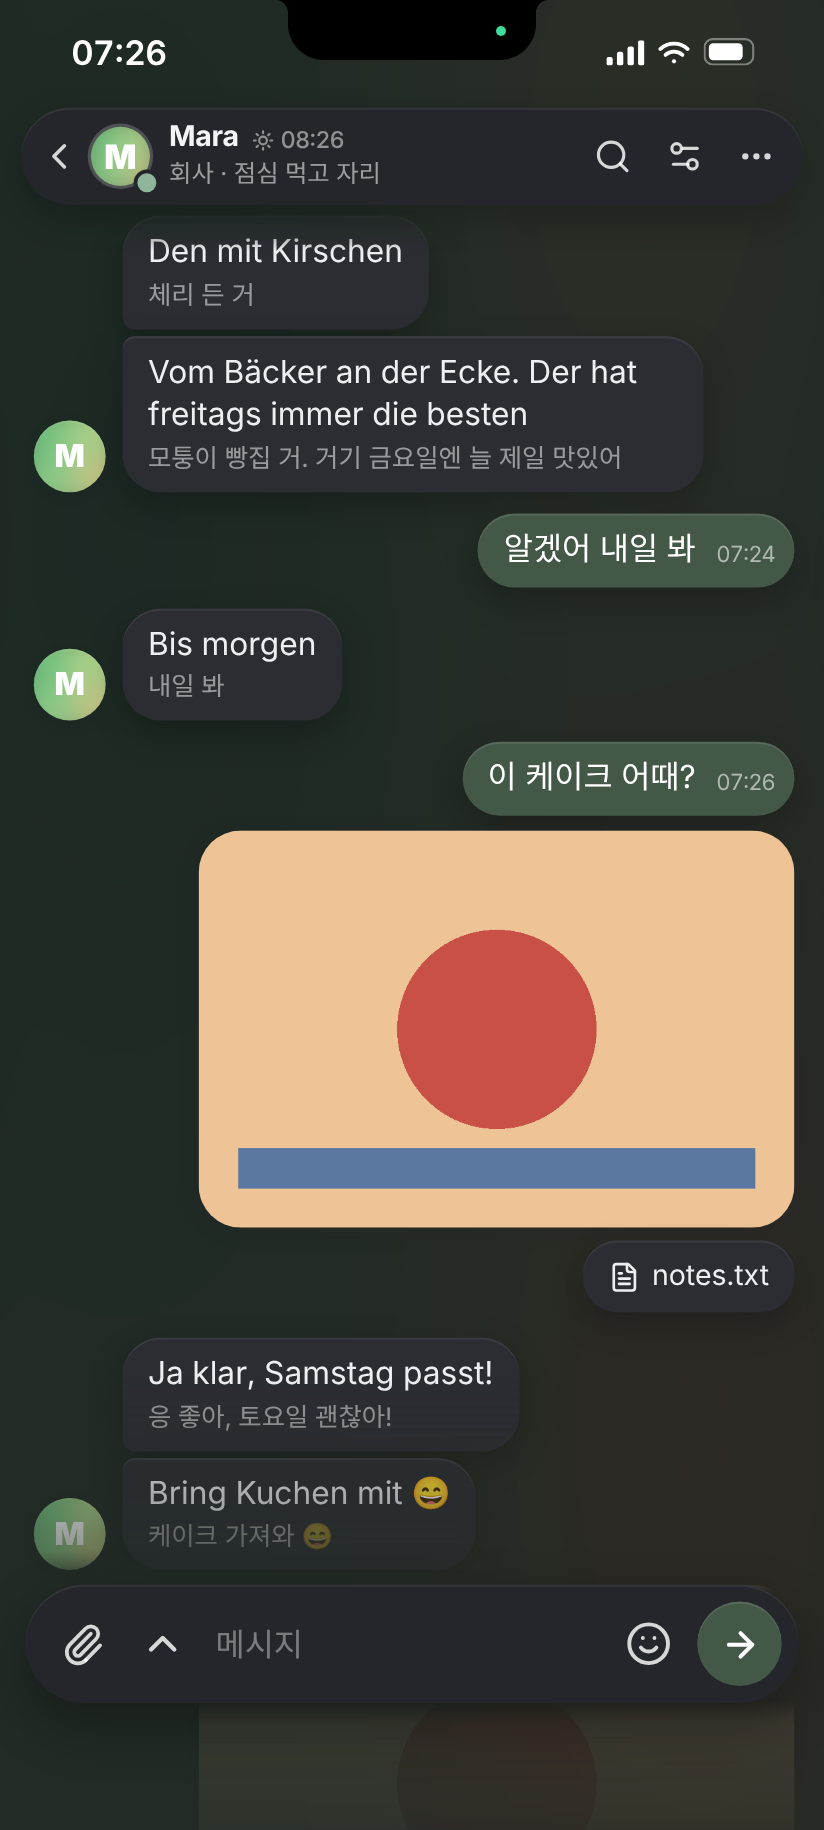 07:26
M
Mara 08:26
회사 · 점심 먹고 자리
Den mit Kirschen
체리 든 거
Vom Bäcker an der Ecke. Der hat
freitags immer die besten
모퉁이 빵집 거. 거기 금요일엔 늘 제일 맛있어
M
알겠어 내일 봐 07:24
Bis morgen
내일 봐
M
이 케이크 어때? 07:26
notes.txt
Ja klar, Samstag passt!
응 좋아, 토요일 괜찮아!
Bring Kuchen mit 😄
케이크 가져와 😄
M
메시지